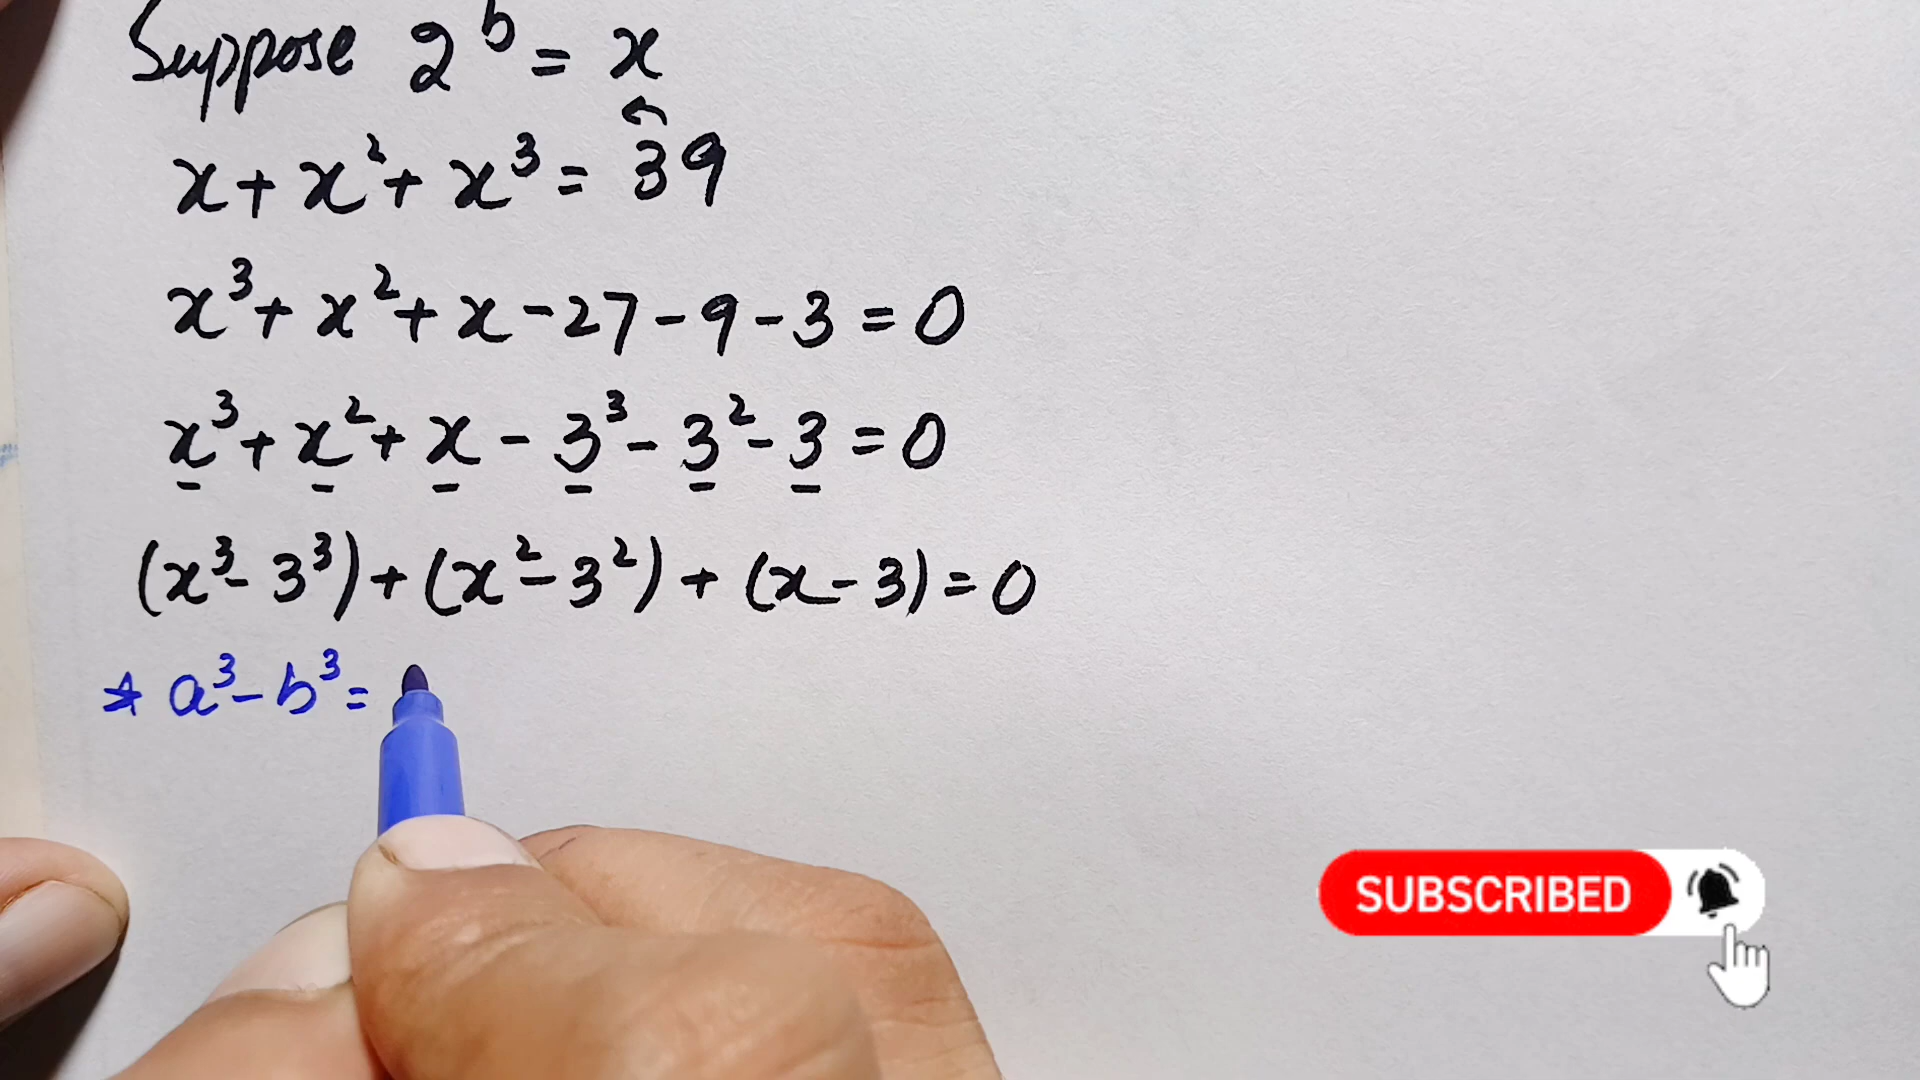 Suppose 2^b = x
x + x² + x³ = 39
x³ + x² + x - 27 - 9 - 3 = 0
x³ + x² + x - 3³ - 3² - 3 = 0
(x³ - 3³) + (x² - 3²) + (x - 3) = 0
* a³ - b³ =
SUBSCRIBED